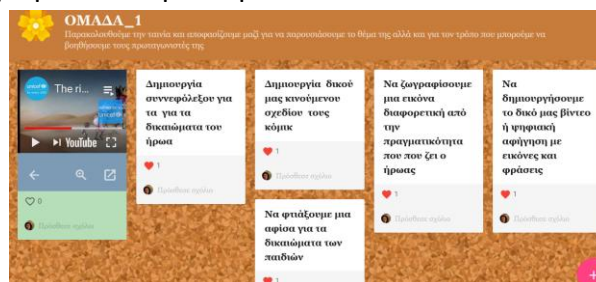 ΟΜΑΔΑ_1
Παρακολουθούμε την ταινία και αποφασίζουμε μαζί για να παρουσιάσουμε το θέμα της αλλά και για τον τρόπο που μπορούμε να
βοηθήσουμε τους πρωταγωνιστές της
unicef
The ri...
YouTube
0
Πρόσθεσε σχόλιο
Δημιουργία
συννεφόλεξου για
τα για τα
δικαιώματα του
ήρωα
1
Πρόσθεσε σχόλιο
Δημιουργία δικού
μας κινούμενου
σχεδίου τους
κόμικ
1
Πρόσθεσε σχόλιο
Να φτιάξουμε μια
αφίσα για τα
δικαιώματα των
παιδιών
1
Να ζωγραφίσουμε
μια εικόνα
διαφορετική από
την
πραγματικότητα
που που ζει ο
ήρωας
1
Πρόσθεσε σχόλιο
Να
δημιουργήσουμε
το δικό μας βίντεο
ή ψηφιακή
αφήγηση με
εικόνες και
φράσεις
1
Πρόσθεσε σχόλιο